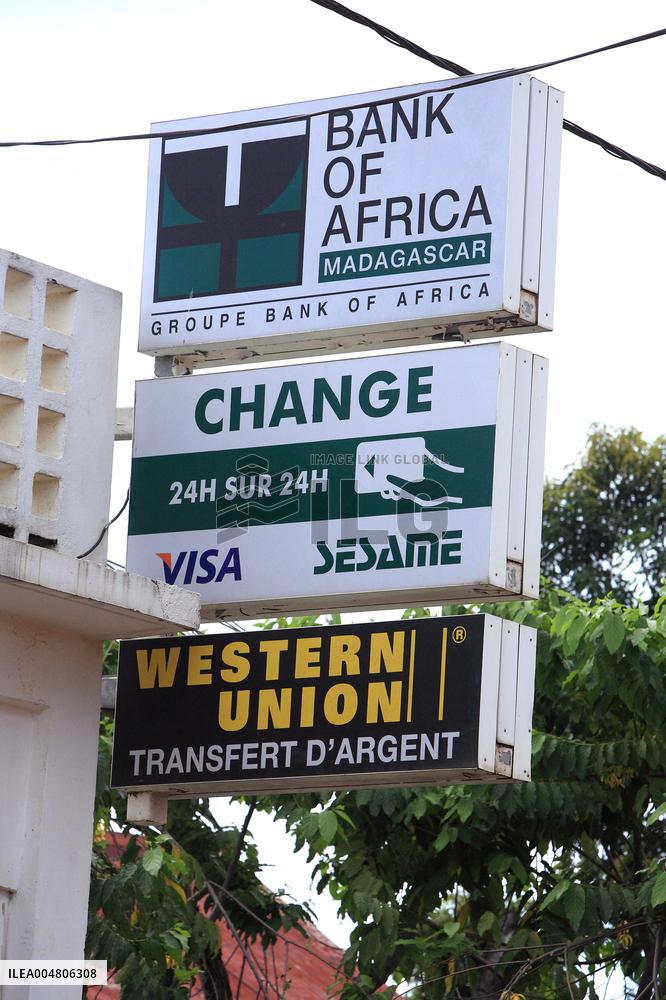 BANK
OF
AFRICA
MADAGASCAR
GROUPE BANK OF AFRICA
CHANGE
IMAGE LINK GLOBAL
ILG
24H SUR 24H
VISA
SESAME
WESTERN ®
UNION
TRANSFERT D'ARGENT
ILEA004806308